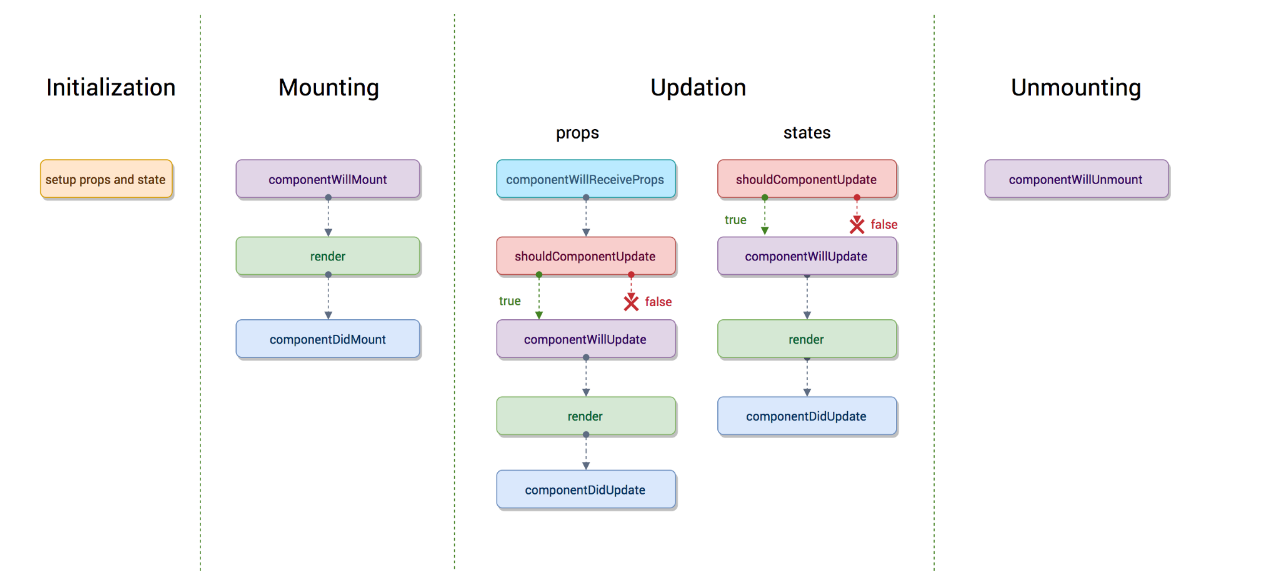 Initialization
setup props and state
Mounting
componentWillMount
render
componentDidMount
Updation
props
componentWillReceiveProps
shouldComponentUpdate
true
false
componentWillUpdate
render
componentDidUpdate
states
shouldComponentUpdate
true
false
componentWillUpdate
render
componentDidUpdate
Unmounting
componentWillUnmount